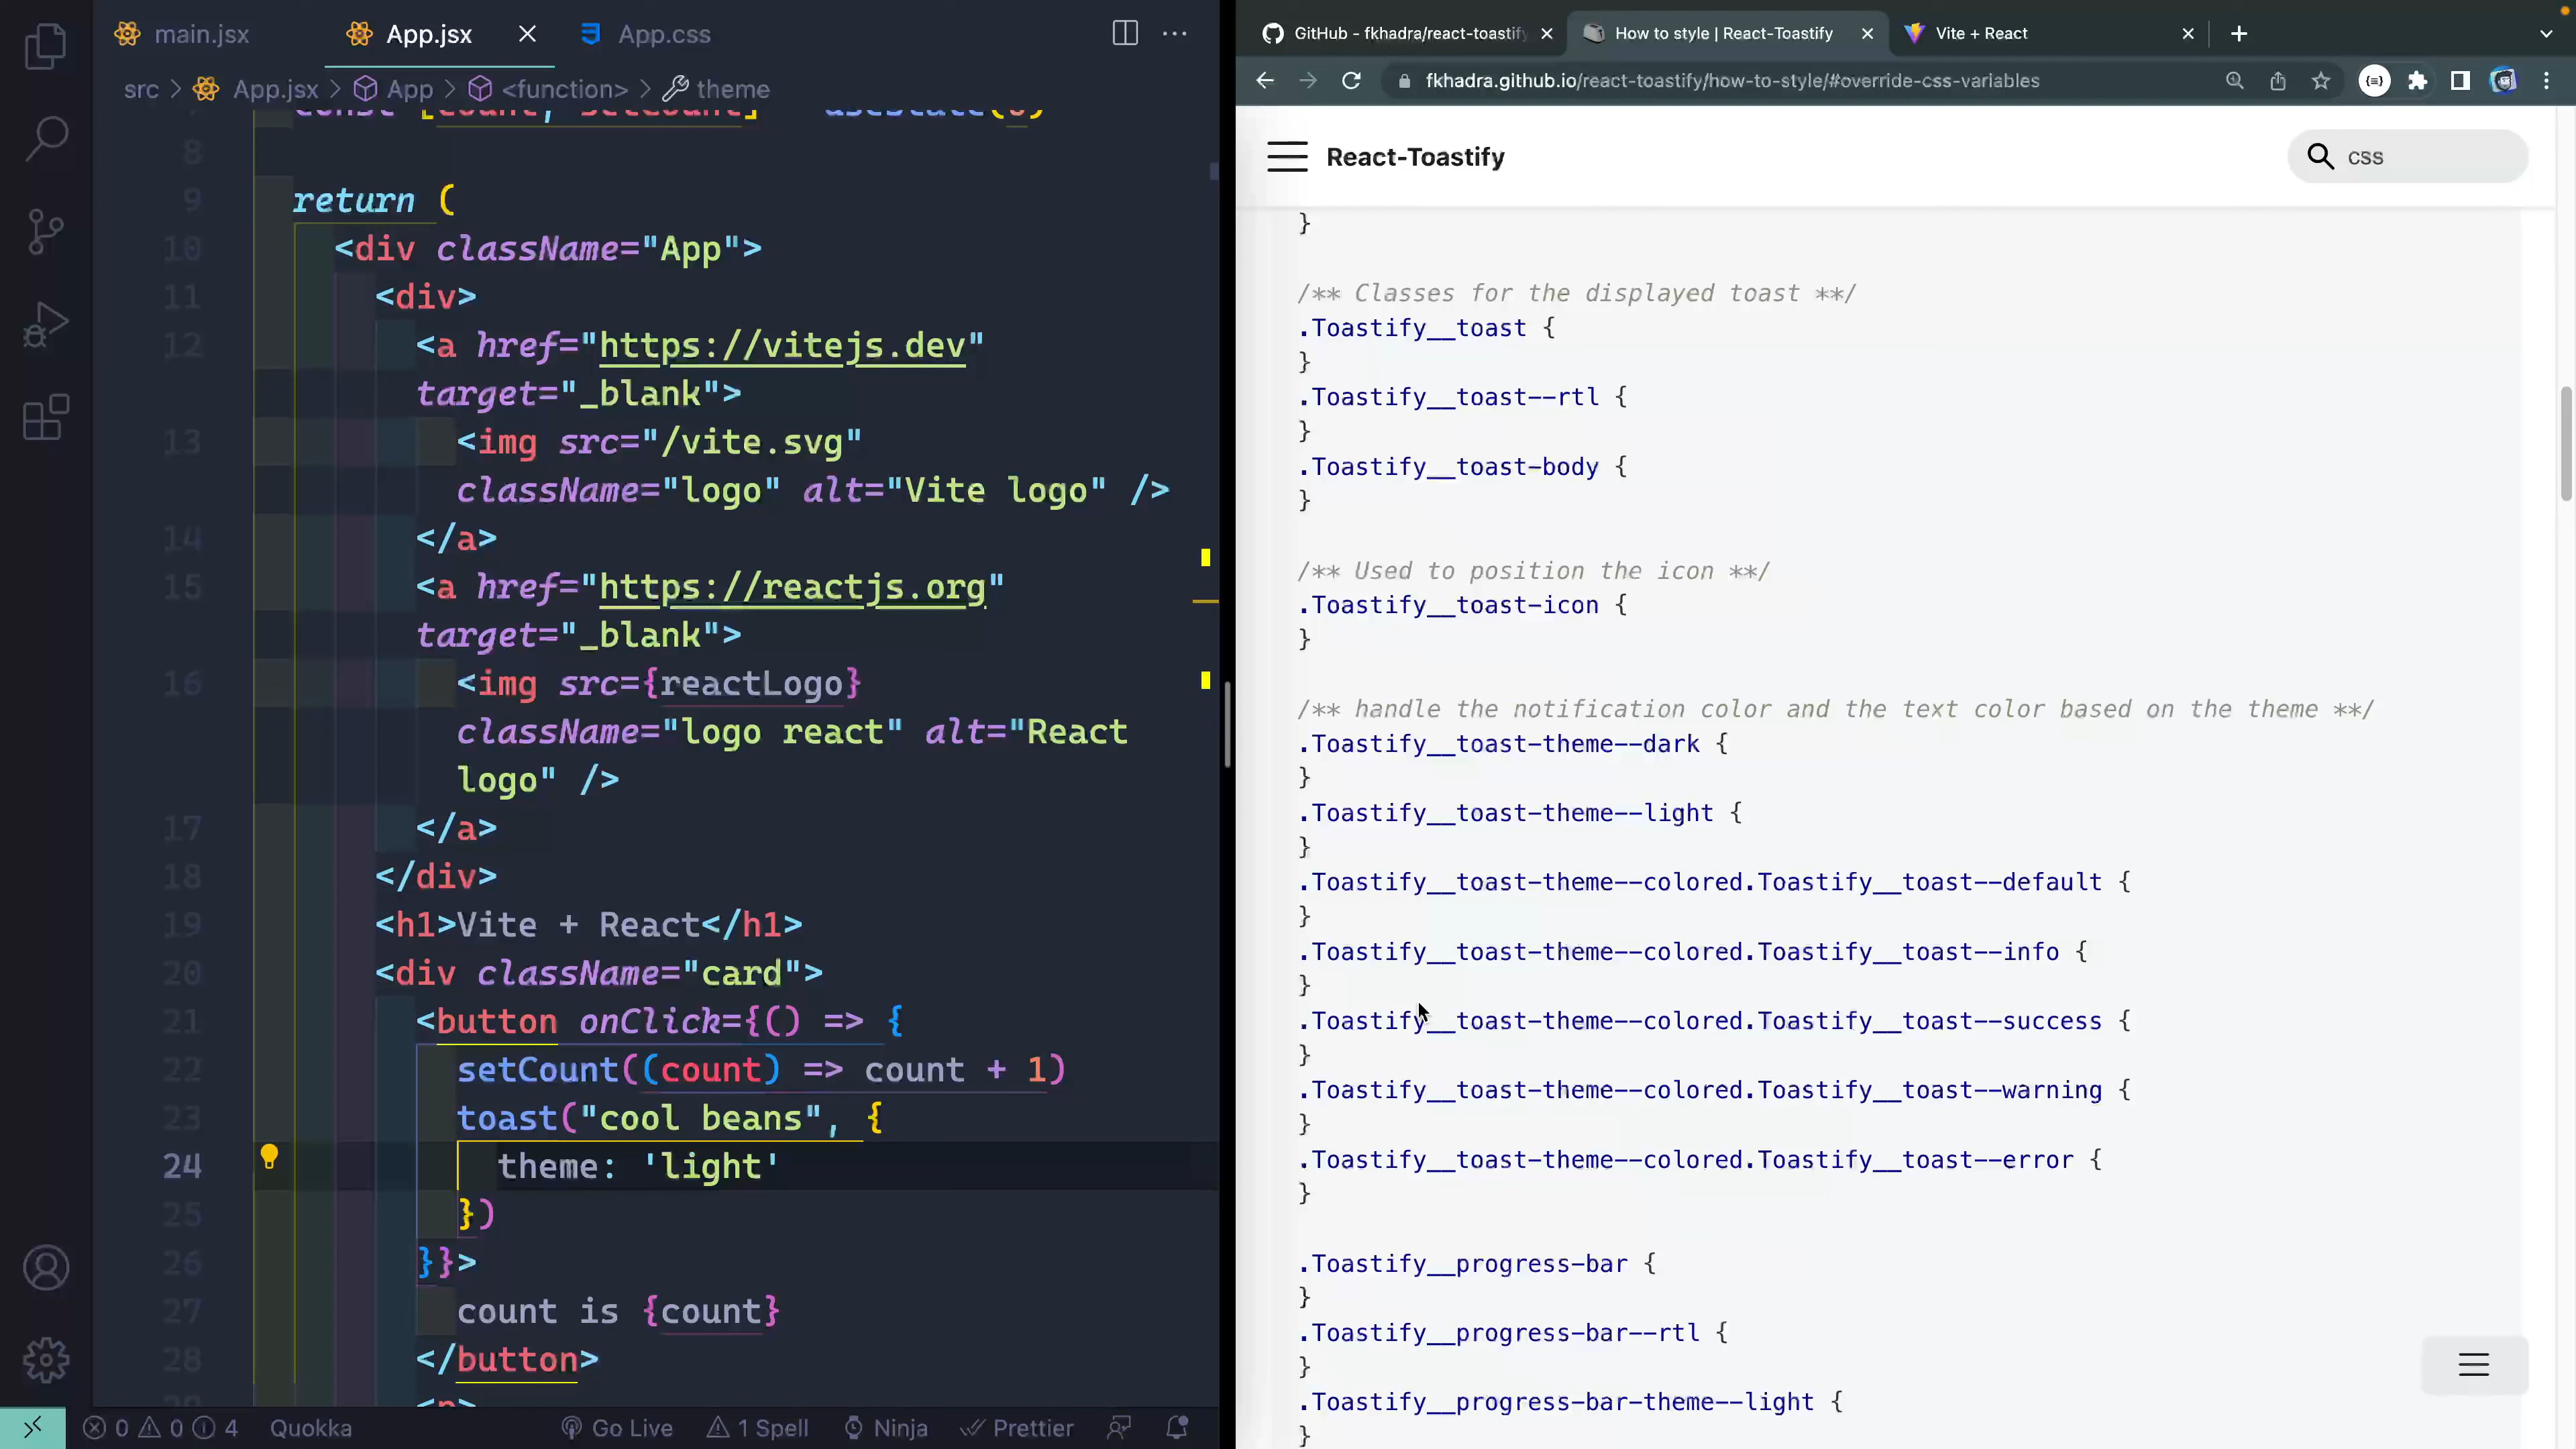 main.jsx
App.jsx
App.css
src > App.jsx > App > <function> > theme
const [count, setCount] useState(0)
8
9 return (
10 <div className="App">
11 <div>
12 <a href="https://vitejs.dev"
target="_blank">
13 <img src="/vite.svg"
className="logo" alt="Vite logo" />
14 </a>
15 <a href="https://reactjs.org"
target="_blank">
16 <img src={reactLogo}
className="logo react" alt="React
logo" />
17 </a>
18 </div>
19 <h1>Vite + React</h1>
20 <div className="card">
21 <button onClick={() => {
22 setCount((count) => count + 1)
23 toast("cool beans", {
24 theme: 'light'
25 })
26 }}>
27 count is {count}
28 </button>
<p>
0 0 4 Quokka Go Live 1 Spell Ninja Prettier
GitHub - fkhadra/react-toastify
How to style | React-Toastify
Vite + React
fkhadra.github.io/react-toastify/how-to-style/#override-css-variables
React-Toastify
css
}
/** Classes for the displayed toast **/
.Toastify__toast {
}
.Toastify__toast--rtl {
}
.Toastify__toast-body {
}
/** Used to position the icon **/
.Toastify__toast-icon {
}
/** handle the notification color and the text color based on the theme **/
.Toastify__toast-theme--dark {
}
.Toastify__toast-theme--light {
}
.Toastify__toast-theme--colored.Toastify__toast--default {
}
.Toastify__toast-theme--colored.Toastify__toast--info {
}
.Toastify__toast-theme--colored.Toastify__toast--success {
}
.Toastify__toast-theme--colored.Toastify__toast--warning {
}
.Toastify__toast-theme--colored.Toastify__toast--error {
}
.Toastify__progress-bar {
}
.Toastify__progress-bar--rtl {
}
.Toastify__progress-bar-theme--light {
}